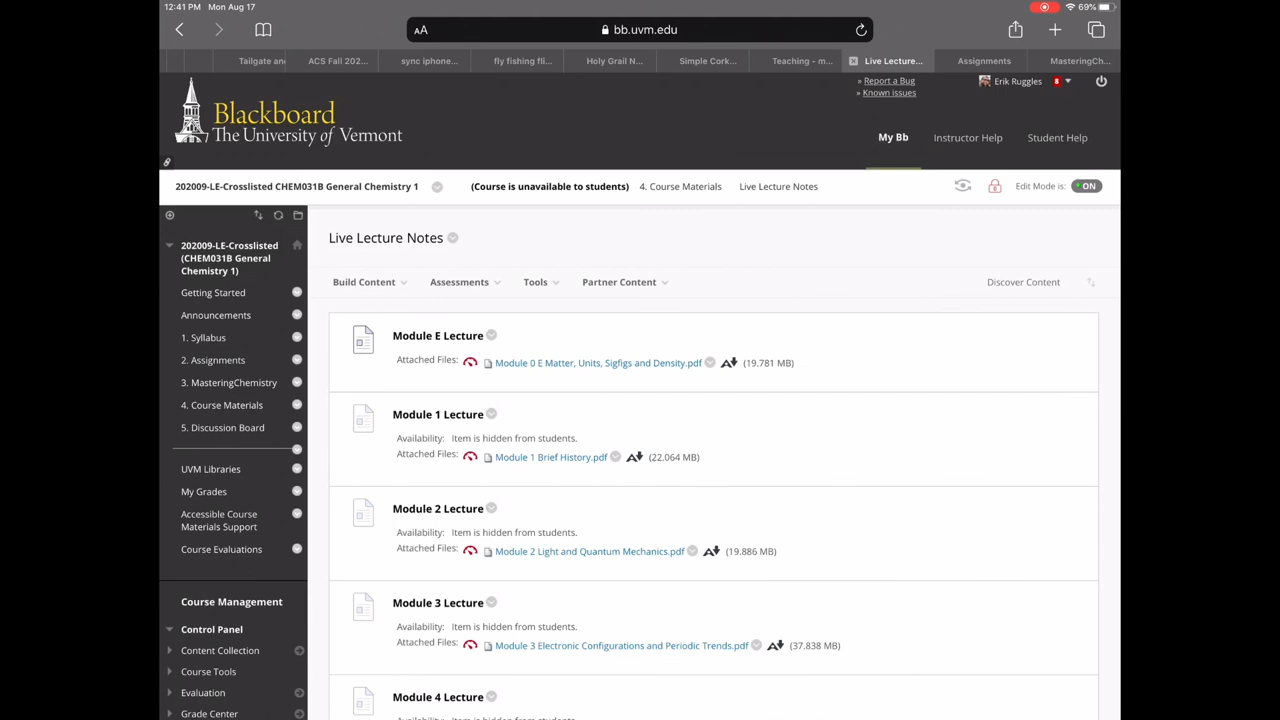 12:41 PM Mon Aug 17
69%
AA
bb.uvm.edu
Tailgate and
ACS Fall 202...
sync iphone...
fly fishing fli...
Holy Grail N...
Simple Cork...
Teaching – m...
Live Lecture...
Assignments
MasteringCh...
Blackboard
The University of Vermont
» Report a Bug
» Known issues
Erik Ruggles
8
My Bb
Instructor Help
Student Help
202009-LE-Crosslisted CHEM031B General Chemistry 1
(Course is unavailable to students)
4. Course Materials
Live Lecture Notes
Edit Mode is:
ON
202009-LE-Crosslisted
(CHEM031B General
Chemistry 1)
Getting Started
Announcements
1. Syllabus
2. Assignments
3. MasteringChemistry
4. Course Materials
5. Discussion Board
UVM Libraries
My Grades
Accessible Course
Materials Support
Course Evaluations
Course Management
Control Panel
Content Collection
Course Tools
Evaluation
Grade Center
Live Lecture Notes
Build Content
Assessments
Tools
Partner Content
Discover Content
Module E Lecture
Attached Files: Module 0 E Matter, Units, Sigfigs and Density.pdf (19.781 MB)
Module 1 Lecture
Availability: Item is hidden from students.
Attached Files: Module 1 Brief History.pdf (22.064 MB)
Module 2 Lecture
Availability: Item is hidden from students.
Attached Files: Module 2 Light and Quantum Mechanics.pdf (19.886 MB)
Module 3 Lecture
Availability: Item is hidden from students.
Attached Files: Module 3 Electronic Configurations and Periodic Trends.pdf (37.838 MB)
Module 4 Lecture